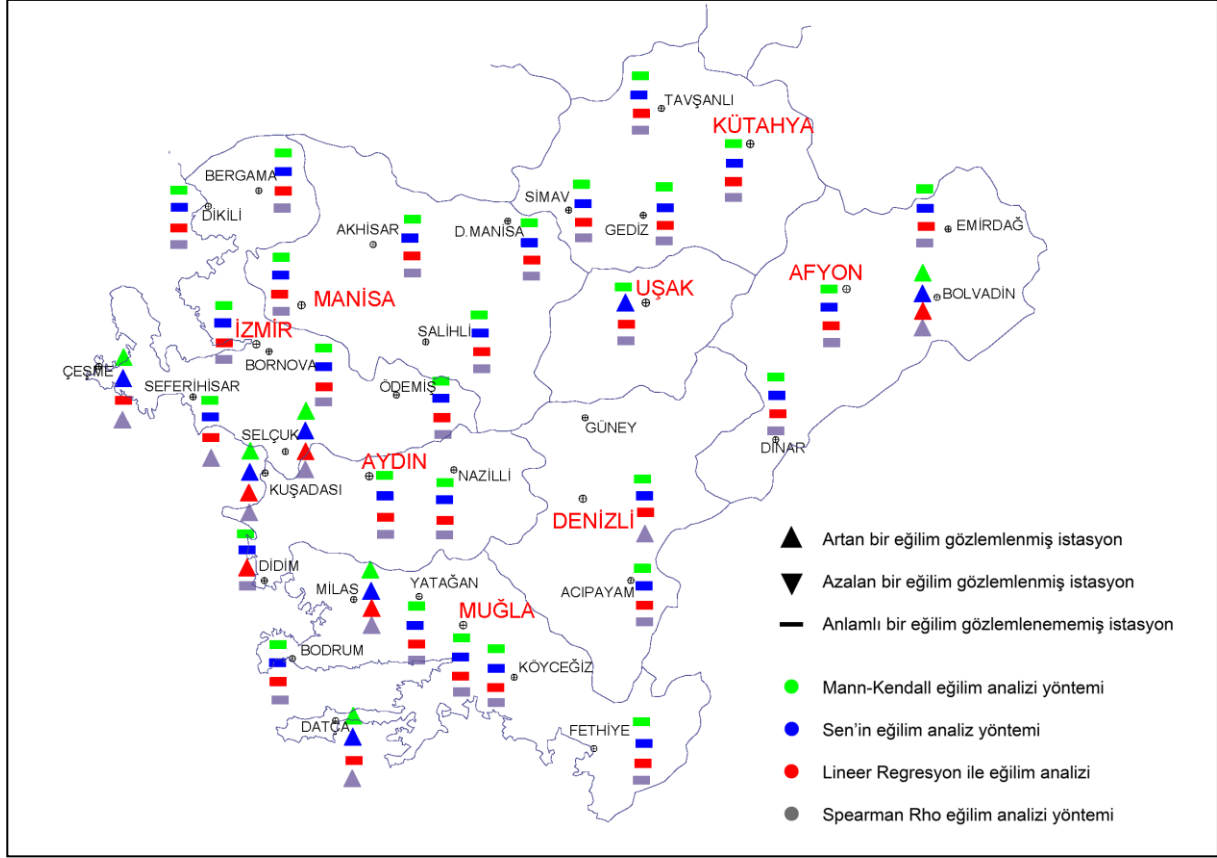 TAVŞANLI
KÜTAHYA
BERGAMA
DİKİLİ
SİMAV
GEDİZ
AKHİSAR
D.MANİSA
EMİRDAĞ
MANİSA
UŞAK
AFYON
BOLVADİN
İZMİR
BORNOVA
SALİHLİ
ÇEŞME
SEFERİHİSAR
ÖDEMİŞ
GÜNEY
DİNAR
SELÇUK
AYDIN
NAZİLLİ
KUŞADASI
DENİZLİ
DİDİM
MİLAS
YATAĞAN
ACIPAYAM
MUĞLA
BODRUM
KÖYCEĞİZ
DATÇA
FETHİYE
Artan bir eğilim gözlemlenmiş istasyon
Azalan bir eğilim gözlemlenmiş istasyon
Anlamlı bir eğilim gözlemlenememiş istasyon
Mann-Kendall eğilim analizi yöntemi
Sen'in eğilim analiz yöntemi
Lineer Regresyon ile eğilim analizi
Spearman Rho eğilim analizi yöntemi